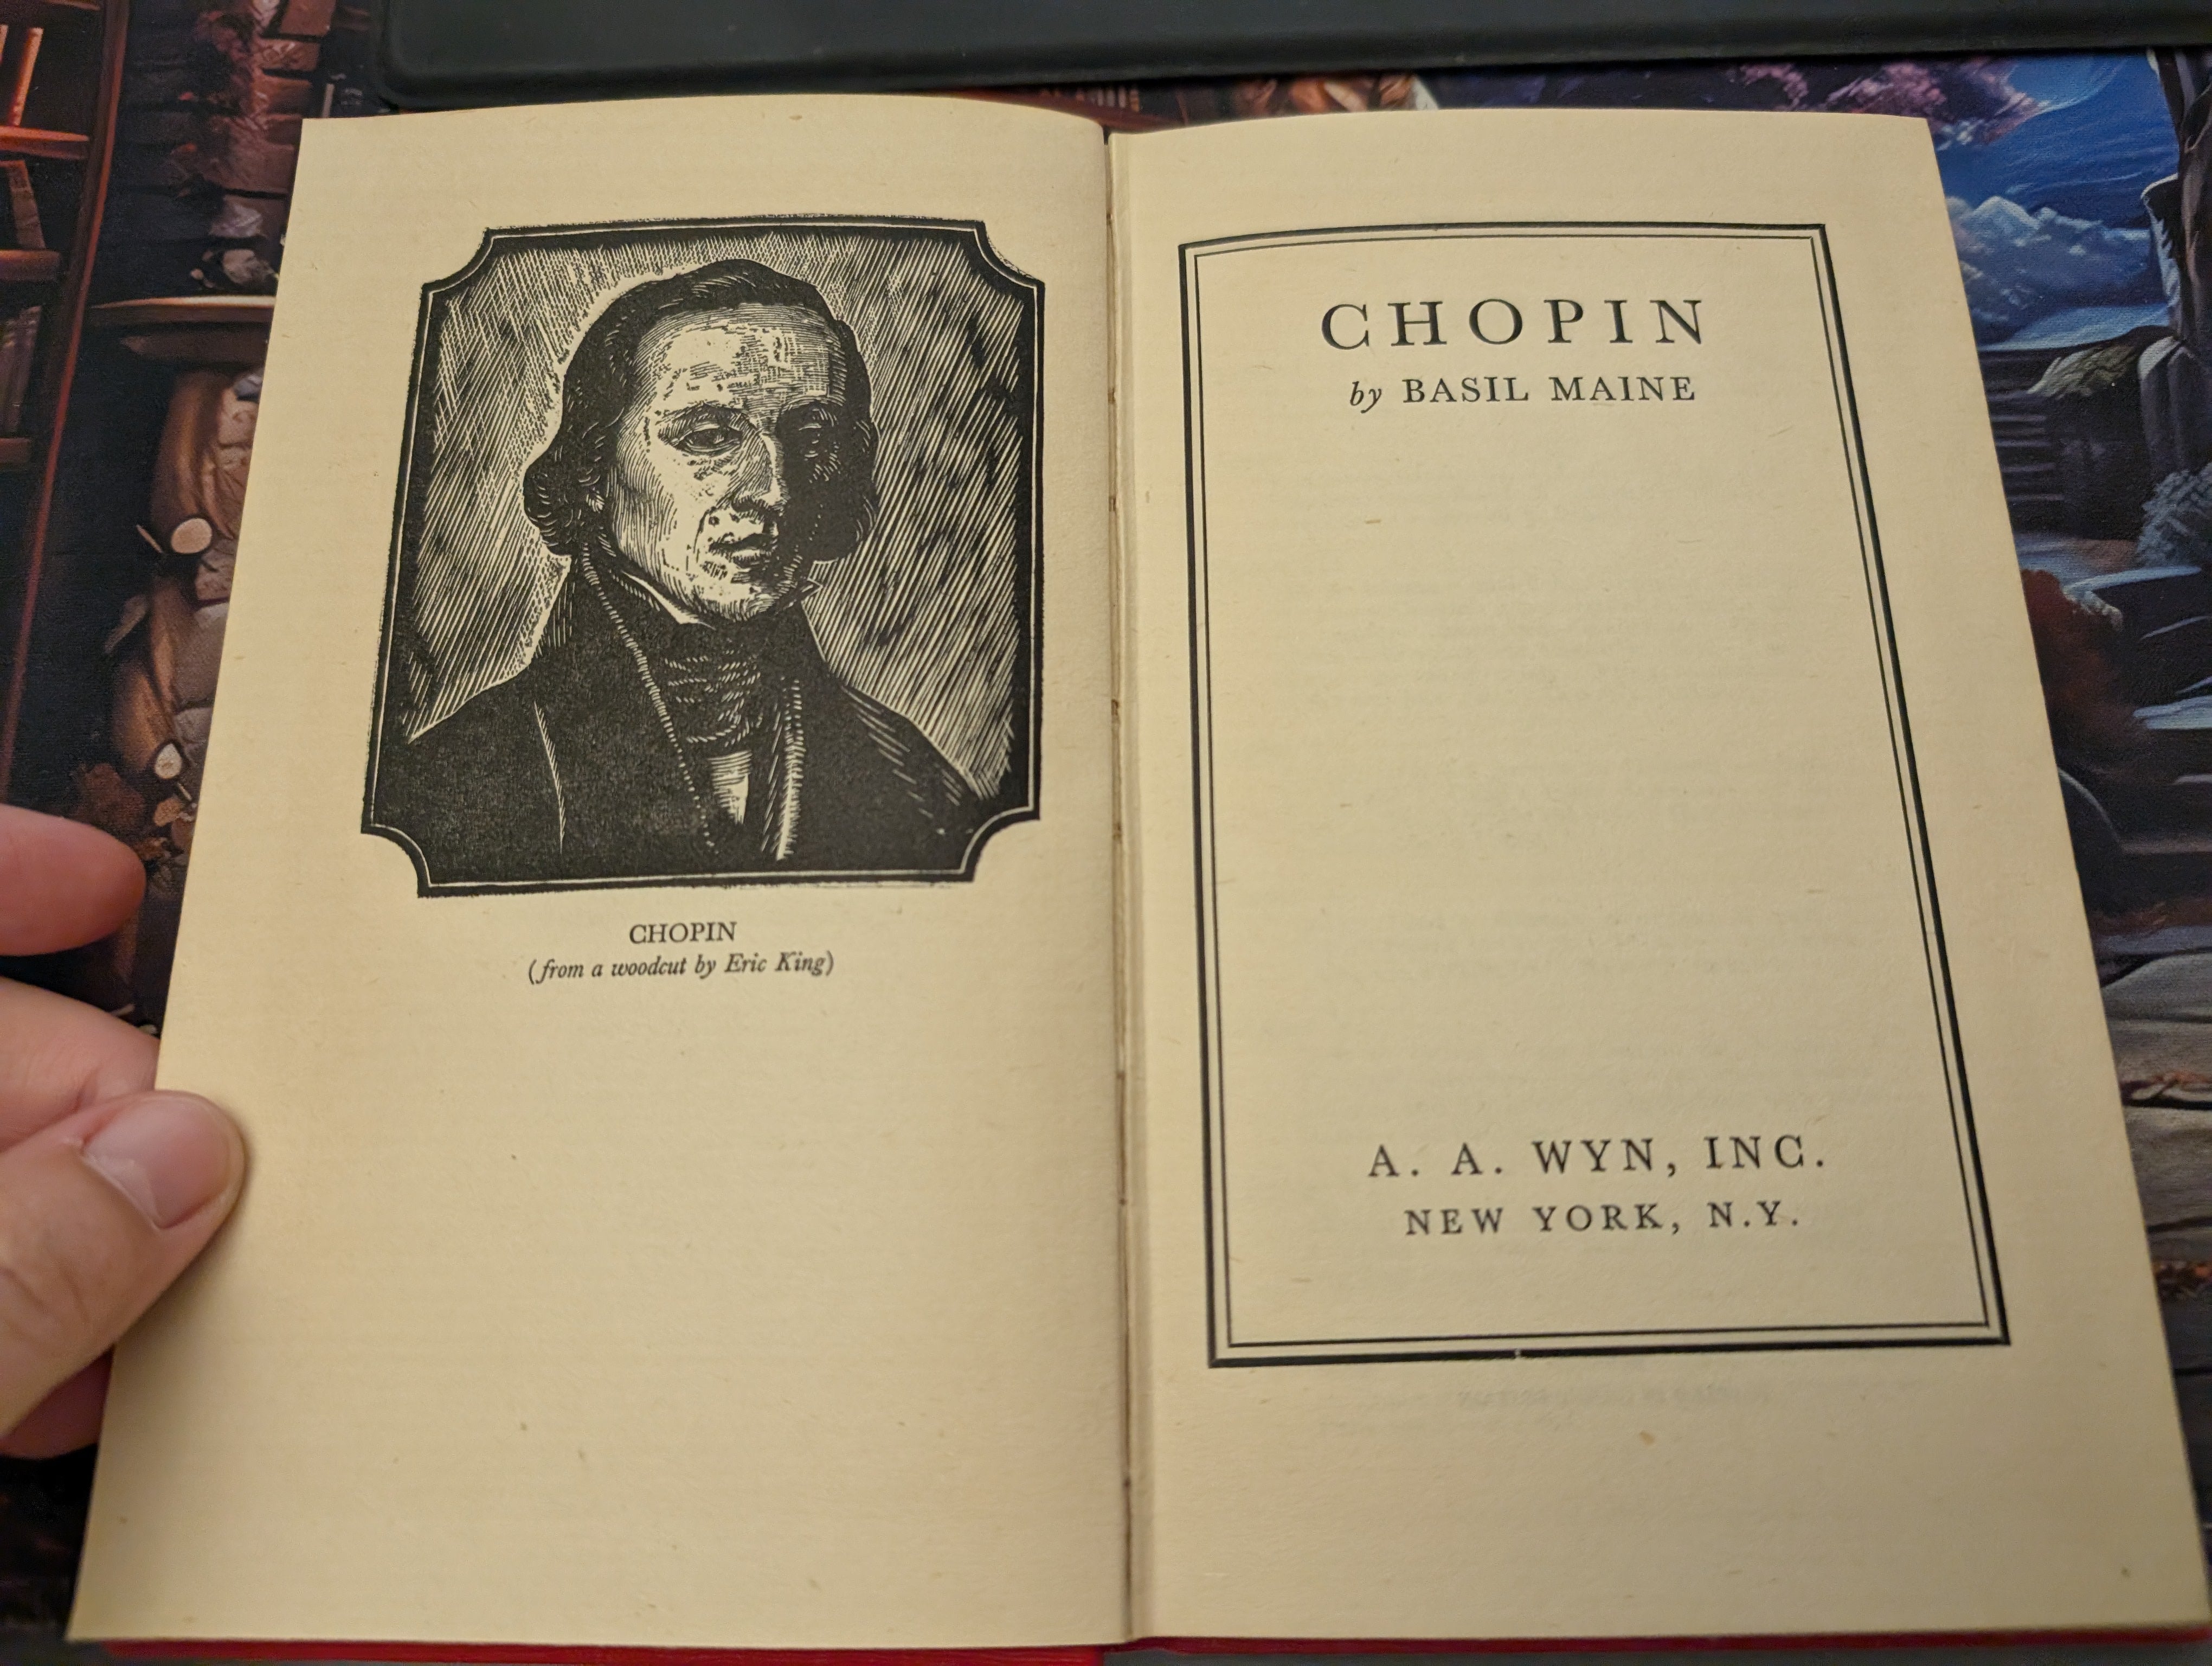 CHOPIN
(from a woodcut by Eric King)
CHOPIN
by BASIL MAINE
A. A. WYN, INC.
NEW YORK, N.Y.